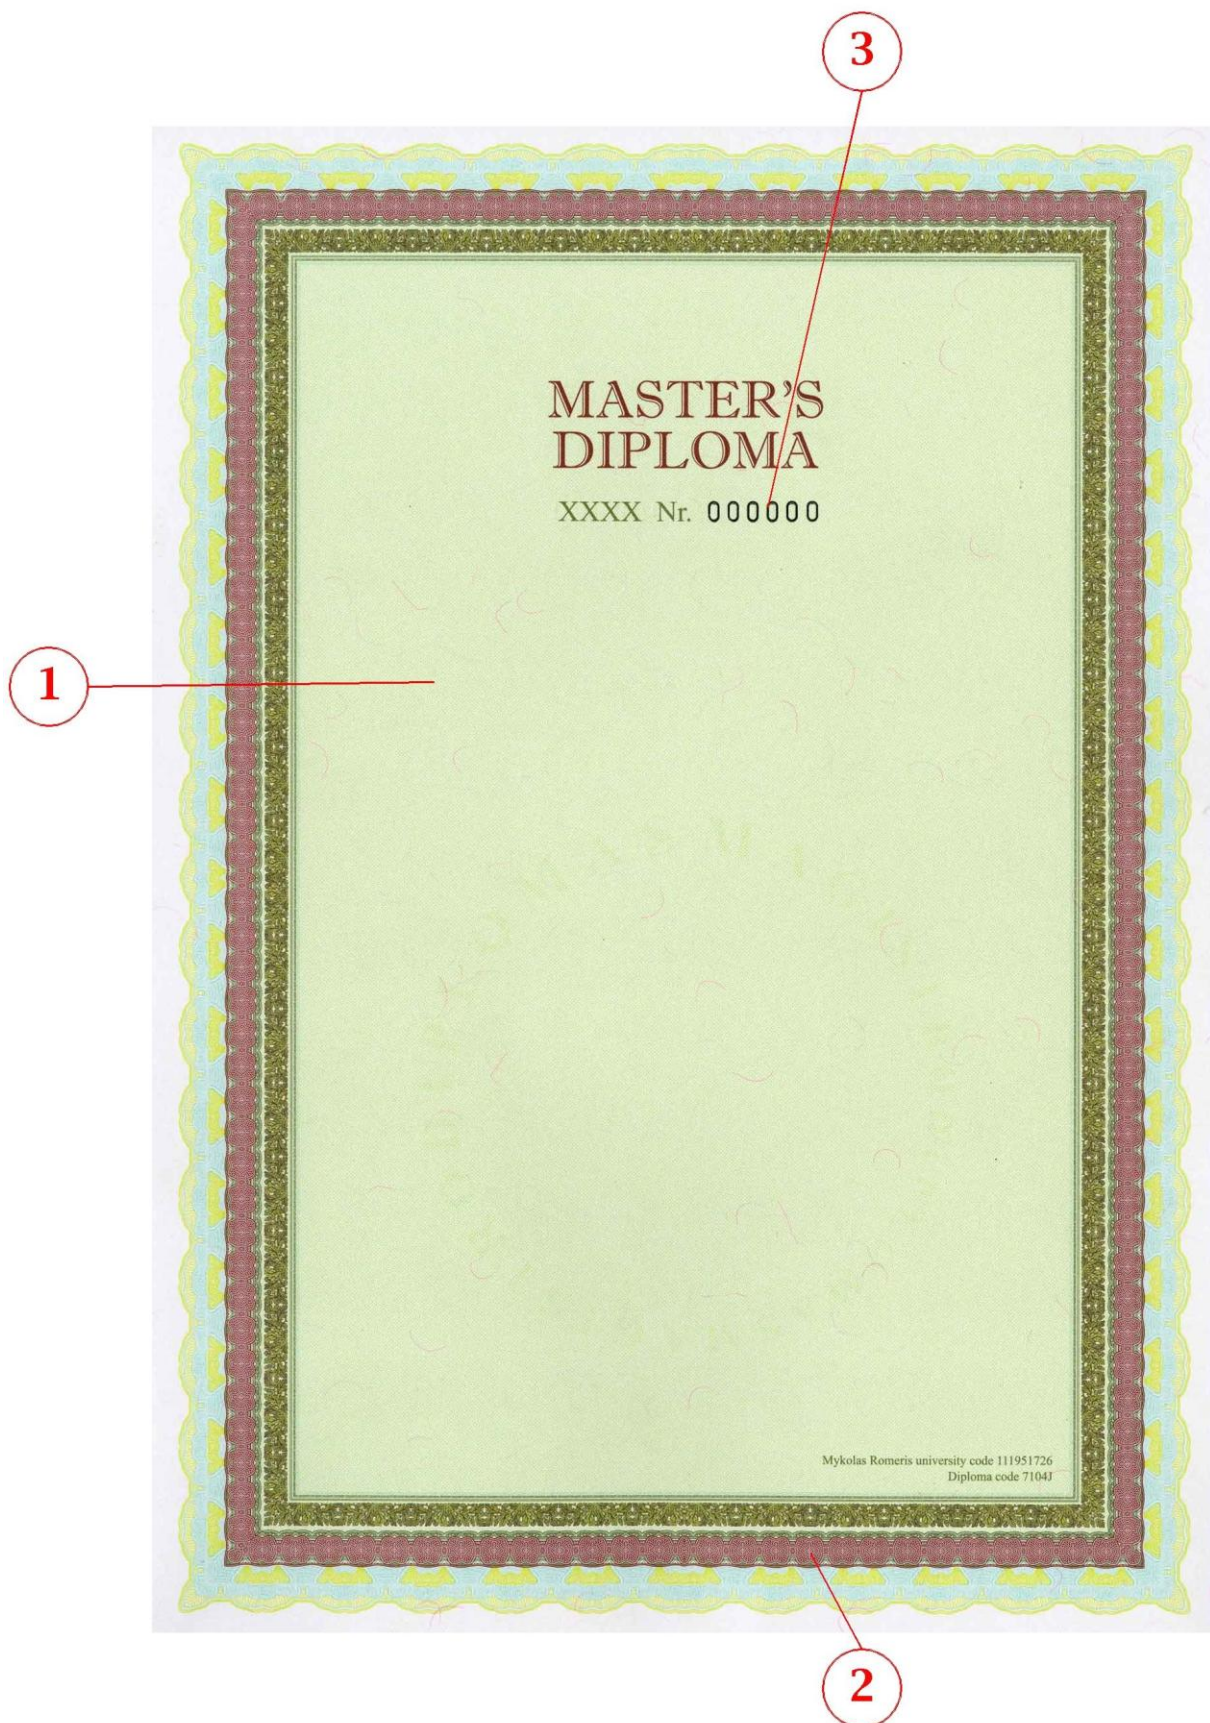 3
MASTER'S
DIPLOMA
XXXX Nr. 000000
1
Mykolas Romeris university code 111951726
Diploma code 7104J
2